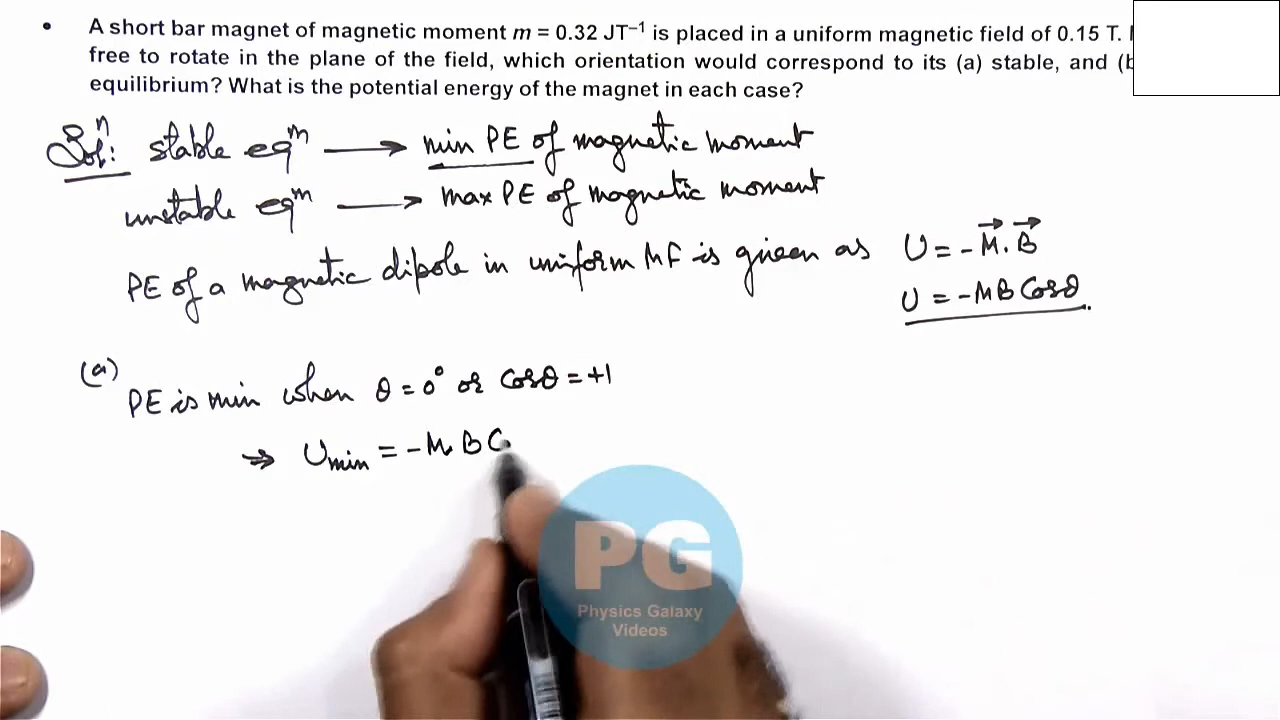 • A short bar magnet of magnetic moment m = 0.32 JT⁻¹ is placed in a uniform magnetic field of 0.15 T.
free to rotate in the plane of the field, which orientation would correspond to its (a) stable, and (b
equilibrium? What is the potential energy of the magnet in each case?
Solⁿ: stable eqᵐ → min PE of magnetic moment
unstable eqᵐ → max PE of magnetic moment
PE of a magnetic dipole in uniform MF is given as U = -M⃗.B⃗
U = -MB Cosθ
(a)
PE is min when θ = 0° or Cosθ = +1
⇒ Umin = -M B C
PG
Physics Galaxy
Videos